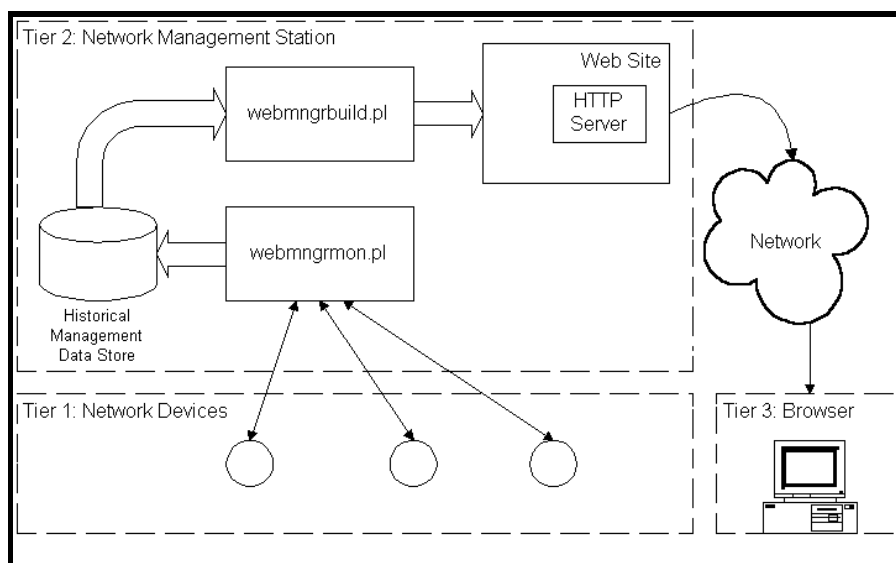 Tier 2: Network Management Station
Web Site
HTTP
Server
webmngrbuild.pl
webmngrmon.pl
Historical
Management
Data Store
Network
Tier 1: Network Devices
Tier 3: Browser